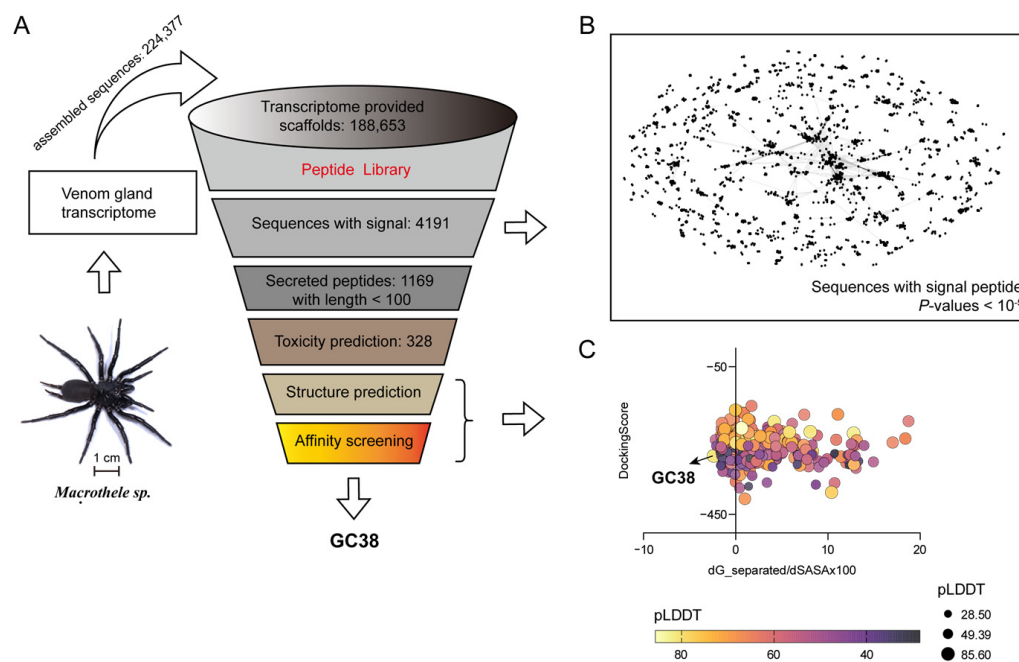 A
assembled sequences: 224,377
Transcriptome provided
scaffolds: 188,653
Peptide Library
Venom gland
transcriptome
Sequences with signal: 4191
Secreted peptides: 1169
with length < 100
Toxicity prediction: 328
Structure prediction
Affinity screening
GC38
1 cm
Macrothele sp.
B
Sequences with signal peptide
P-values < 10
C
−50
DockingScore
GC38
−450
−10
0
10
20
dG_separated/dSASAx100
pLDDT
80
60
40
pLDDT
28.50
49.39
85.60